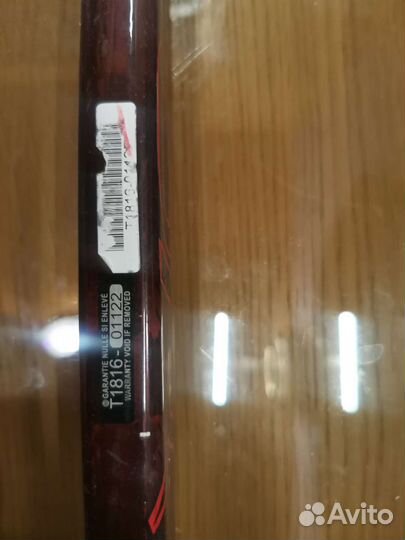 GARANTIE NULLE SI ENLEVÉ
T1816-01122
WARRANTY VOID IF REMOVED
Avito